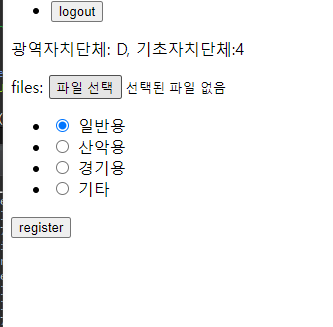 logout
광역자치단체: D, 기초자치단체:4
files: 파일 선택 선택된 파일 없음
일반용
산악용
경기용
기타
register